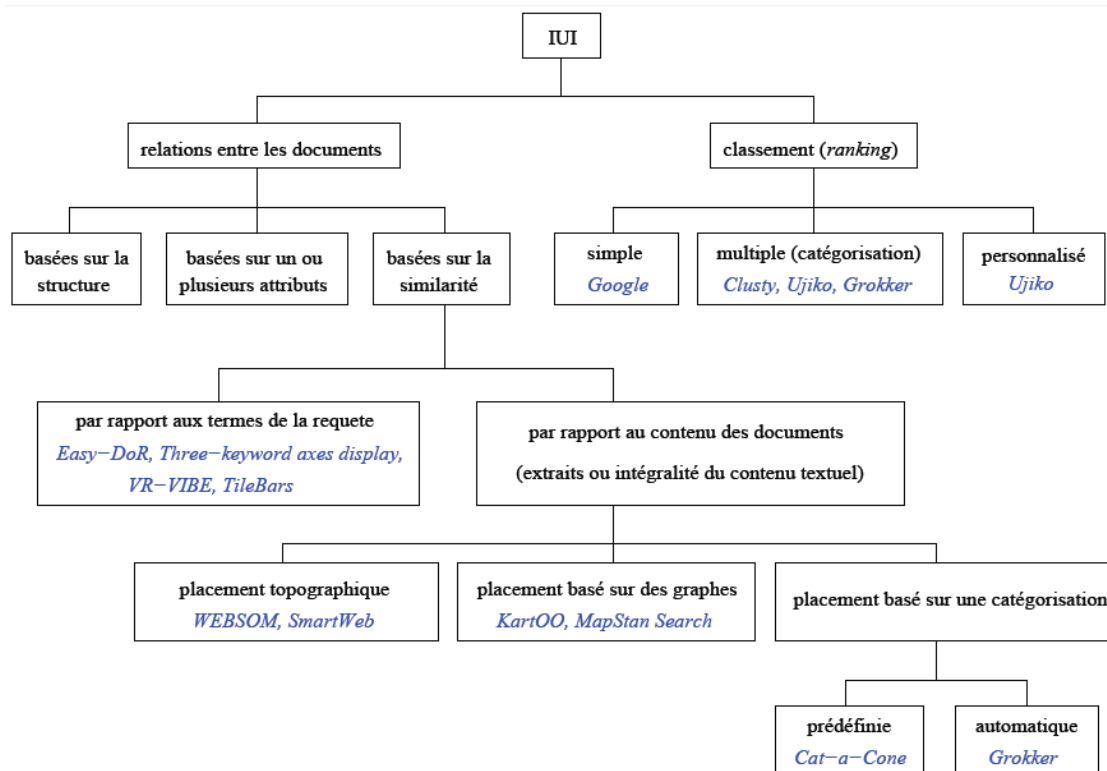 IUI
relations entre les documents
classement (ranking)
basées sur la
structure
basées sur un ou
plusieurs attributs
basées sur la
similarité
simple
Google
multiple (catégorisation)
Clusty, Ujiko, Grokker
personnalisé
Ujiko
par rapport aux termes de la requete
Easy−DoR, Three−keyword axes display,
VR−VIBE, TileBars
par rapport au contenu des documents
(extraits ou intégralité du contenu textuel)
placement topographique
WEBSOM, SmartWeb
placement basé sur des graphes
KartOO, MapStan Search
placement basé sur une catégorisation
prédéfinie
Cat−a−Cone
automatique
Grokker